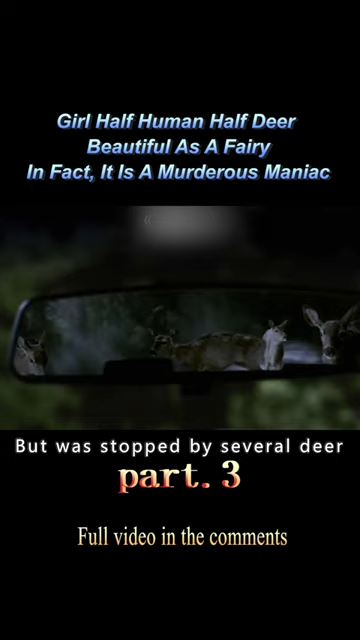 Girl Half Human Half Deer
Beautiful As A Fairy
In Fact, It Is A Murderous Maniac
But was stopped by several deer
part.3
Full video in the comments